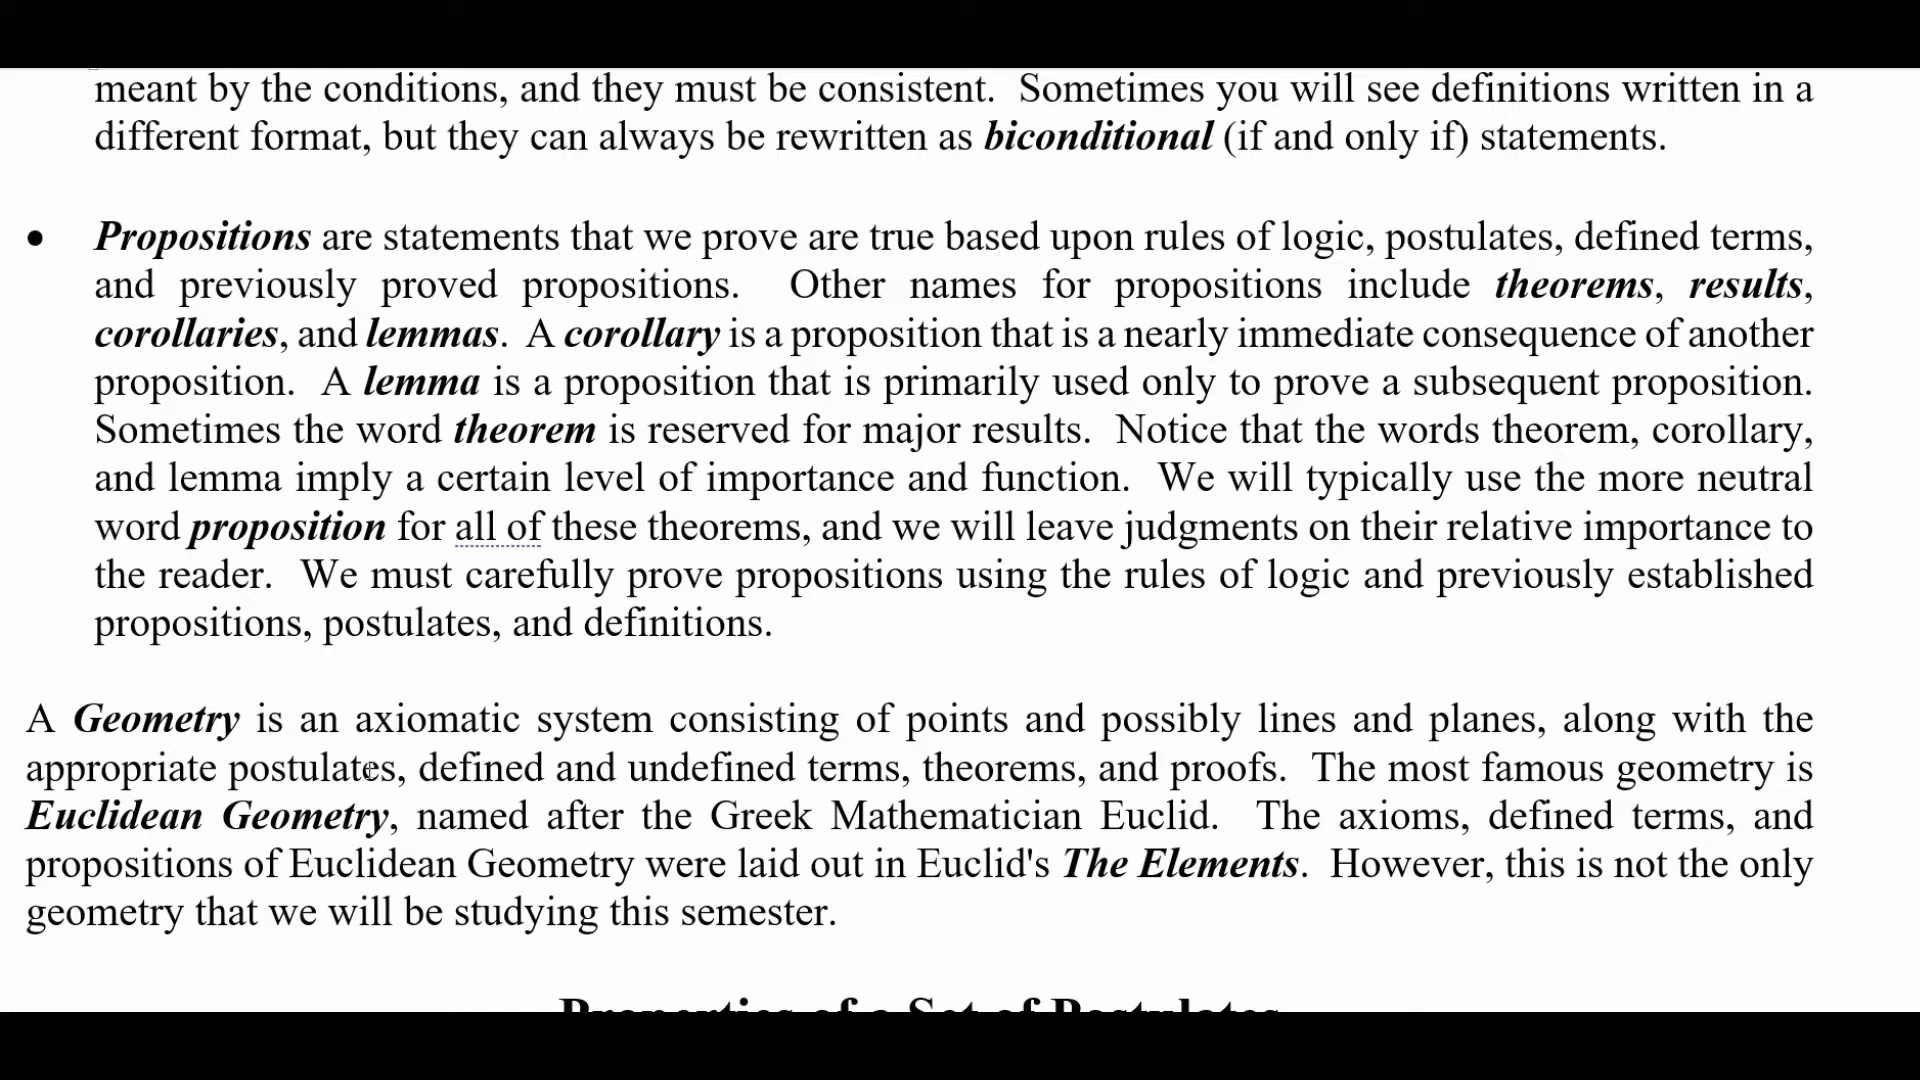 meant by the conditions, and they must be consistent.  Sometimes you will see definitions written in a
different format, but they can always be rewritten as biconditional (if and only if) statements.
• Propositions are statements that we prove are true based upon rules of logic, postulates, defined terms,
and previously proved propositions.  Other names for propositions include theorems, results,
corollaries, and lemmas.  A corollary is a proposition that is a nearly immediate consequence of another
proposition.  A lemma is a proposition that is primarily used only to prove a subsequent proposition.
Sometimes the word theorem is reserved for major results.  Notice that the words theorem, corollary,
and lemma imply a certain level of importance and function.  We will typically use the more neutral
word proposition for all of these theorems, and we will leave judgments on their relative importance to
the reader.  We must carefully prove propositions using the rules of logic and previously established
propositions, postulates, and definitions.
A Geometry is an axiomatic system consisting of points and possibly lines and planes, along with the
appropriate postulates, defined and undefined terms, theorems, and proofs.  The most famous geometry is
Euclidean Geometry, named after the Greek Mathematician Euclid.  The axioms, defined terms, and
propositions of Euclidean Geometry were laid out in Euclid's The Elements.  However, this is not the only
geometry that we will be studying this semester.
Properties of a Set of Postulates